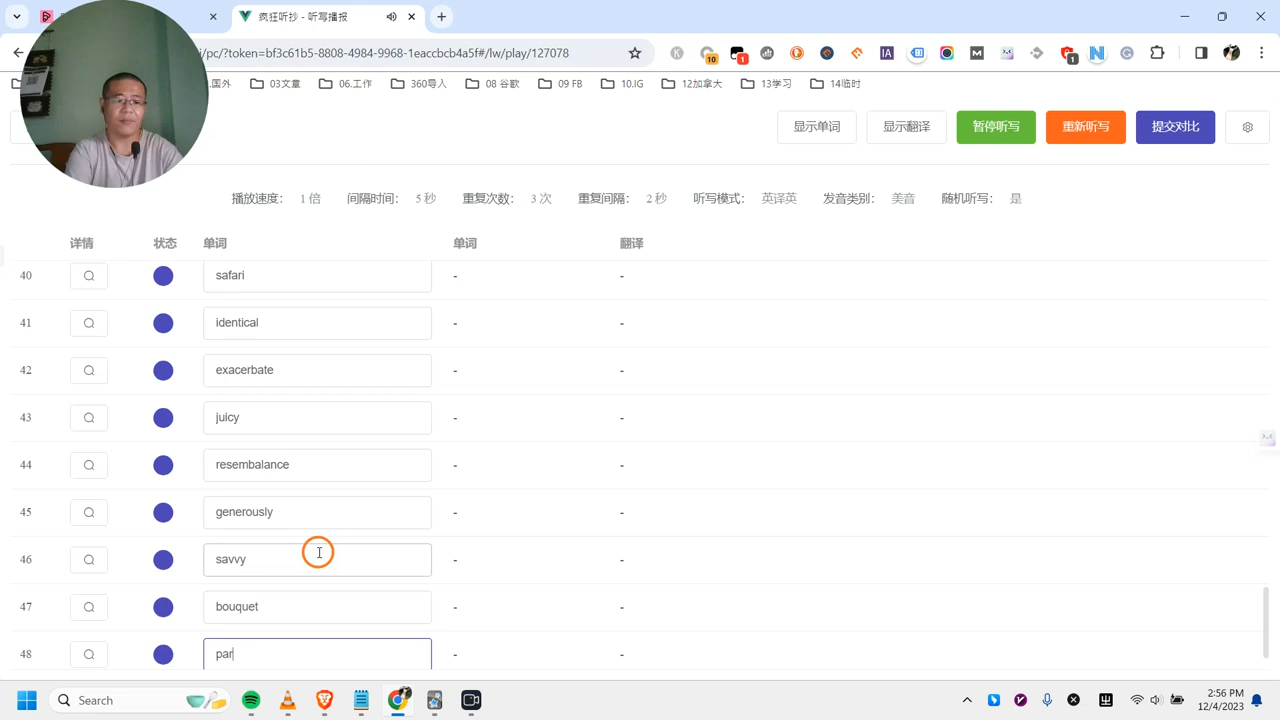 疯狂听抄 - 听写播报
i/pc/?token=bf3c61b5-8808-4984-9968-1eaccbcb4a5f#/lw/play/127078
10
1
1
.国外 03文章 06.工作 360导入 08 谷歌 09 FB 10.IG 12加拿大 13学习 14临时
显示单词 显示翻译 暂停听写 重新听写 提交对比
播放速度： 1 倍 间隔时间： 5 秒 重复次数： 3 次 重复间隔： 2 秒 听写模式： 英译英 发音类别： 美音 随机听写： 是
详情 状态 单词 单词 翻译
40 safari - -
41 identical - -
42 exacerbate - -
43 juicy - -
44 resembalance - -
45 generously - -
46 savvy - -
47 bouquet - -
48 par - -
Search
2:56 PM
12/4/2023